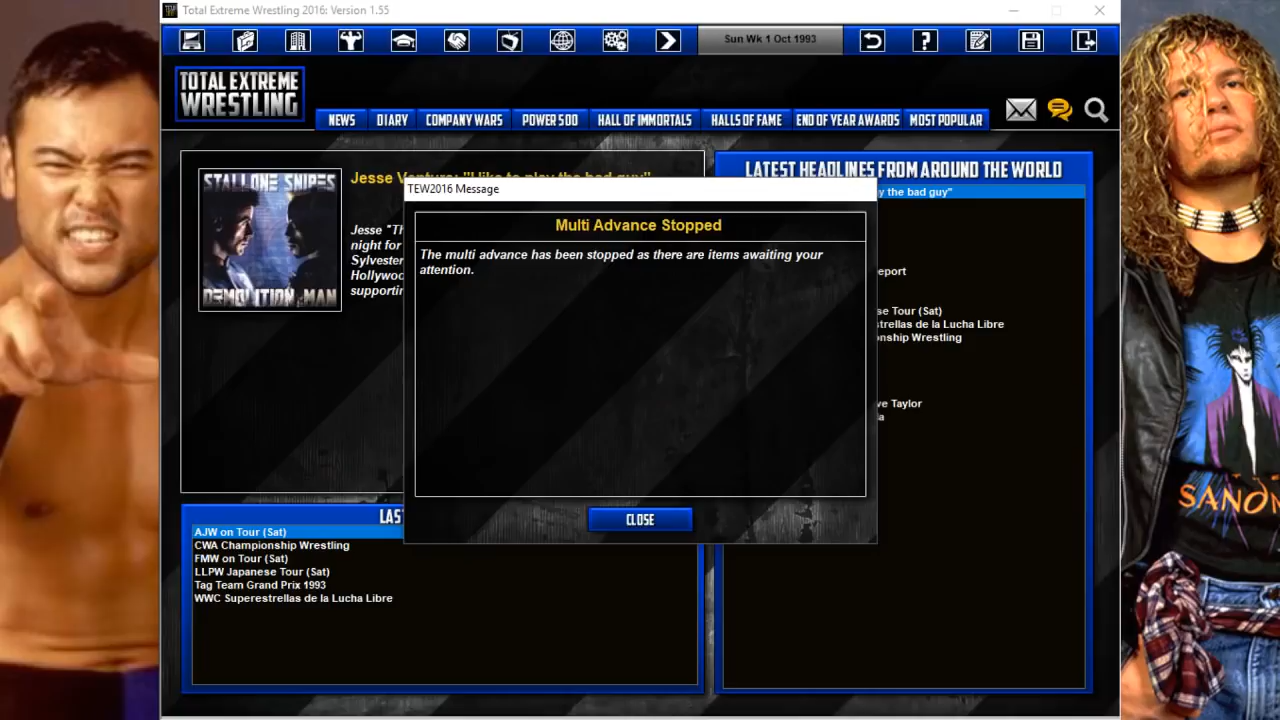 Total Extreme Wrestling 2016: Version 1.55
Sun Wk 1 Oct 1993
TOTAL EXTREME
WRESTLING
NEWS
DIARY
COMPANY WARS
POWER 500
HALL OF IMMORTALS
HALLS OF FAME
END OF YEAR AWARDS
MOST POPULAR
STALLONE SNIPES
DEMOLITION MAN
Jesse Ventura: "I like to play the bad guy"
Jesse "Th
night for
Sylvester
Hollywoo
supportin
LATEST HEADLINES FROM AROUND THE WORLD
y the bad guy"
eport
se Tour (Sat)
strellas de la Lucha Libre
nship Wrestling
ve Taylor
TEW2016 Message
Multi Advance Stopped
The multi advance has been stopped as there are items awaiting your
attention.
CLOSE
LAS
AJW on Tour (Sat)
CWA Championship Wrestling
FMW on Tour (Sat)
LLPW Japanese Tour (Sat)
Tag Team Grand Prix 1993
WWC Superestrellas de la Lucha Libre